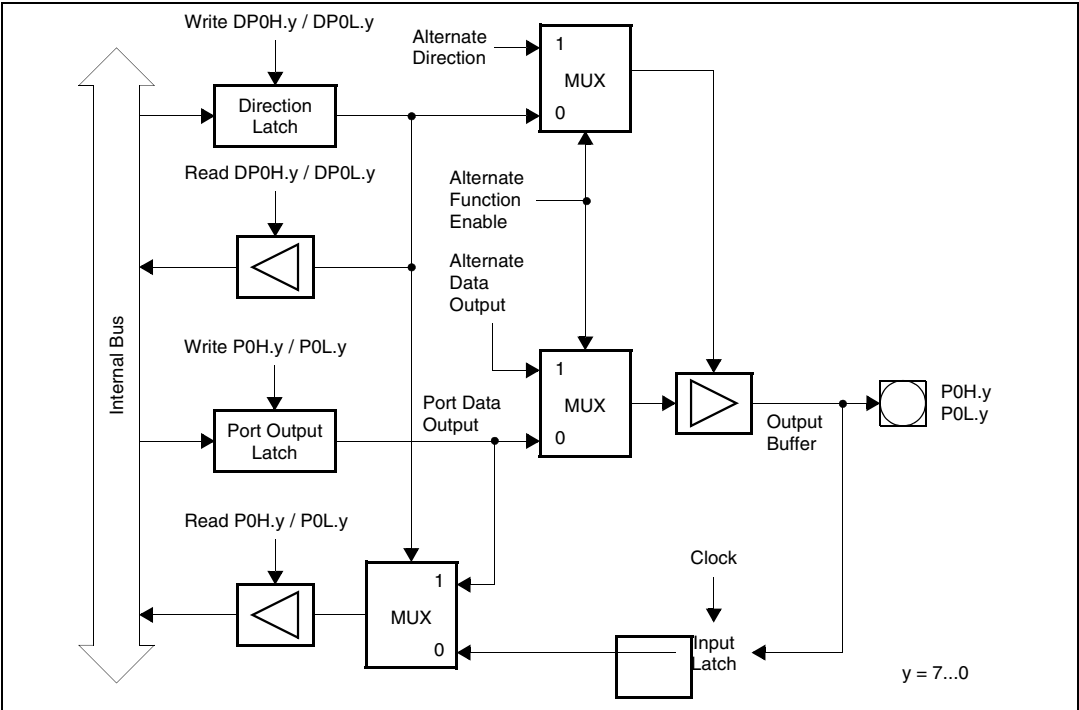 Write DP0H.y / DP0L.y
Alternate
Direction
1
MUX
0
Direction
Latch
Read DP0H.y / DP0L.y
Alternate
Function
Enable
Alternate
Data
Output
Internal Bus
Write P0H.y / P0L.y
1
MUX
0
Port Data
Output
Port Output
Latch
Output
Buffer
P0H.y
P0L.y
Read P0H.y / P0L.y
1
MUX
0
Clock
Input
Latch
y = 7...0